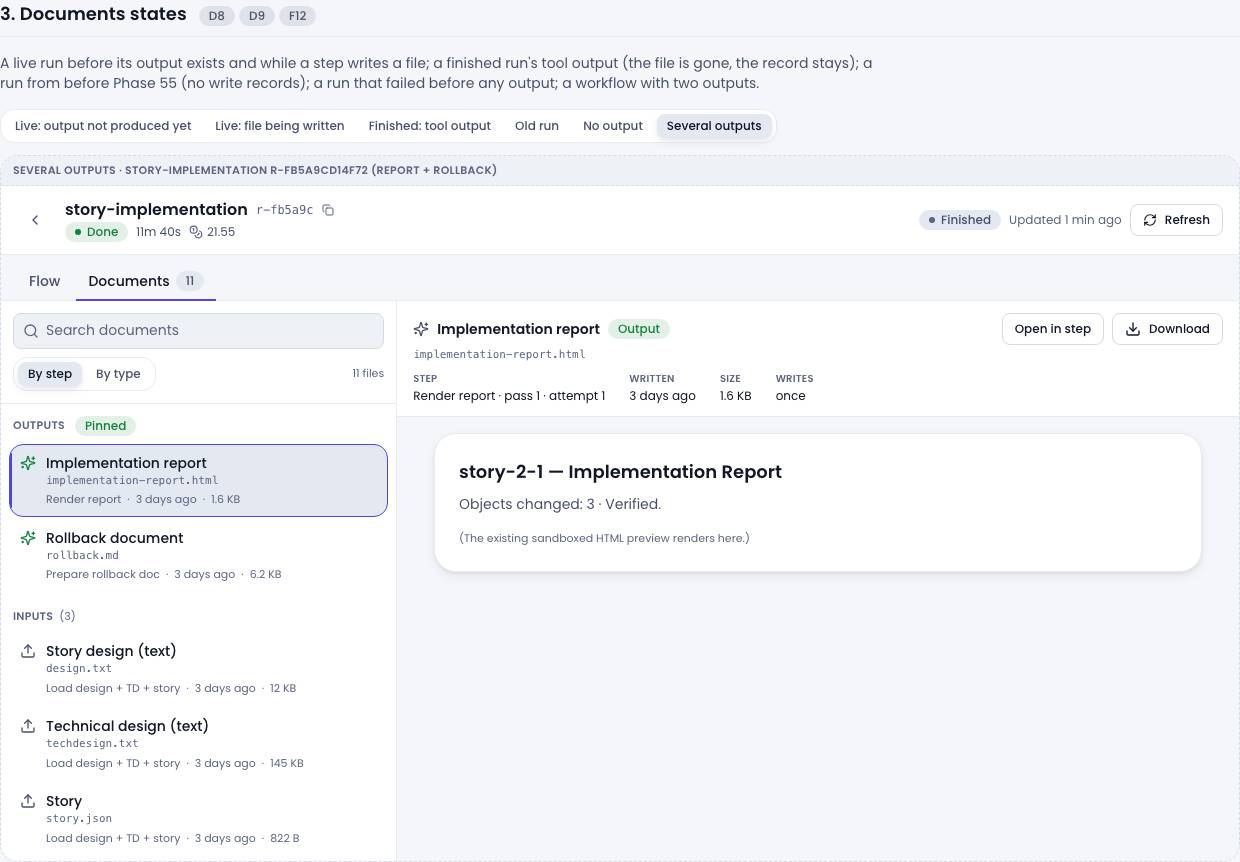 3. Documents states D8 D9 F12
A live run before its output exists and while a step writes a file; a finished run's tool output (the file is gone, the record stays); a
run from before Phase 55 (no write records); a run that failed before any output; a workflow with two outputs.
Live: output not produced yet Live: file being written Finished: tool output Old run No output Several outputs
SEVERAL OUTPUTS · STORY-IMPLEMENTATION R-FB5A9CD14F72 (REPORT + ROLLBACK)
story-implementation r-fb5a9c
Done 11m 40s 21.55
Finished Updated 1 min ago Refresh
Flow Documents 11
Search documents
By step By type 11 files
OUTPUTS Pinned
Implementation report
implementation-report.html
Render report · 3 days ago · 1.6 KB
Rollback document
rollback.md
Prepare rollback doc · 3 days ago · 6.2 KB
INPUTS (3)
Story design (text)
design.txt
Load design + TD + story · 3 days ago · 12 KB
Technical design (text)
techdesign.txt
Load design + TD + story · 3 days ago · 145 KB
Story
story.json
Load design + TD + story · 3 days ago · 822 B
Implementation report Output Open in step Download
implementation-report.html
STEP WRITTEN SIZE WRITES
Render report · pass 1 · attempt 1 3 days ago 1.6 KB once
story-2-1 — Implementation Report
Objects changed: 3 · Verified.
(The existing sandboxed HTML preview renders here.)